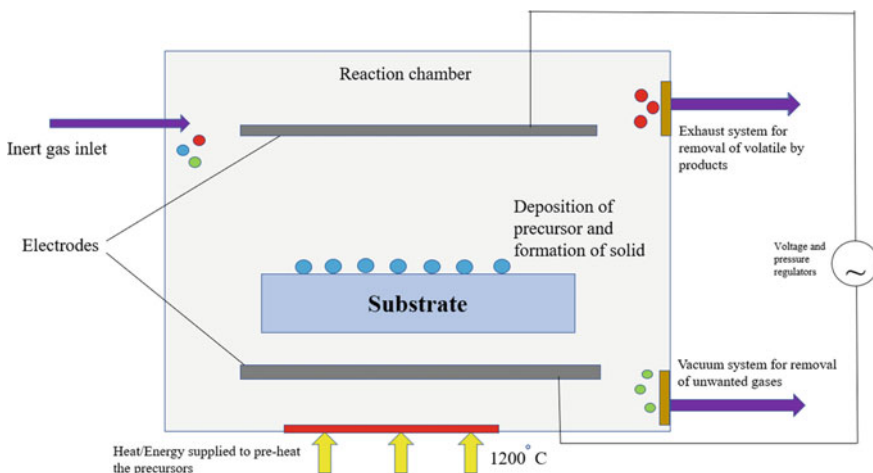 Reaction chamber
Inert gas inlet
Exhaust system for
removal of volatile by
products
Electrodes
Deposition of
precursor and
formation of solid
Voltage and
pressure
regulators
~
Substrate
Vacuum system for removal
of unwanted gases
Heat/Energy supplied to pre-heat
the precursors
1200° C